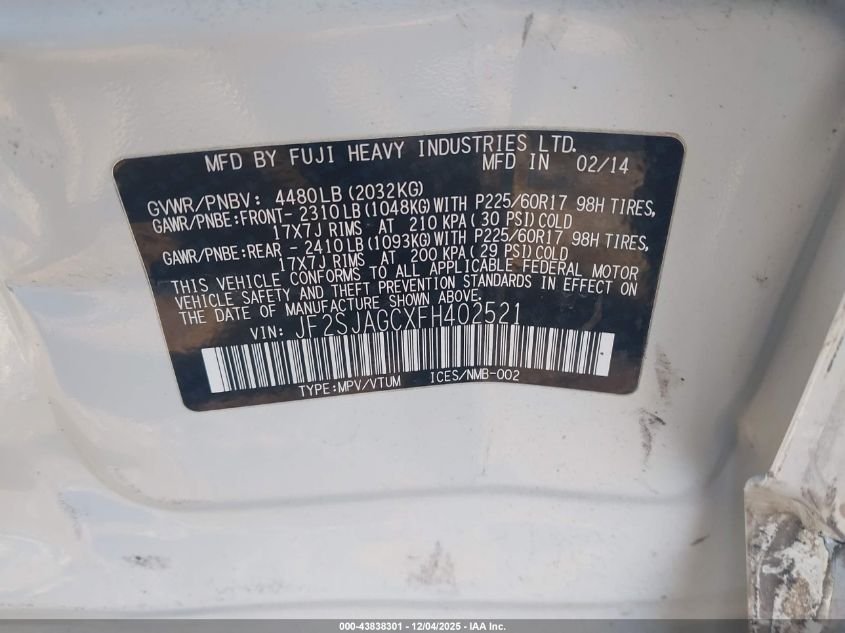 MFD BY FUJI HEAVY INDUSTRIES LTD.
MFD IN 02/14
GVWR/PNBV: 4480LB (2032KG)
GAWR/PNBE:FRONT- 2310LB (1048KG) WITH P225/60R17 98H TIRES,
17X7J RIMS AT 210 KPA (30 PSI) COLD
GAWR/PNBE:REAR - 2410LB (1093KG) WITH P225/60R17 98H TIRES,
17X7J RIMS AT 200 KPA (29 PSI) COLD
THIS VEHICLE CONFORMS TO ALL APPLICABLE FEDERAL MOTOR
VEHICLE SAFETY AND THEFT PREVENTION STANDARDS IN EFFECT ON
THE DATE OF MANUFACTURE SHOWN ABOVE.
VIN: JF2SJAGCXFH402521
TYPE:MPV/VTUM ICES/NMB-002
000-43838301 - 12/04/2025 - IAA Inc.